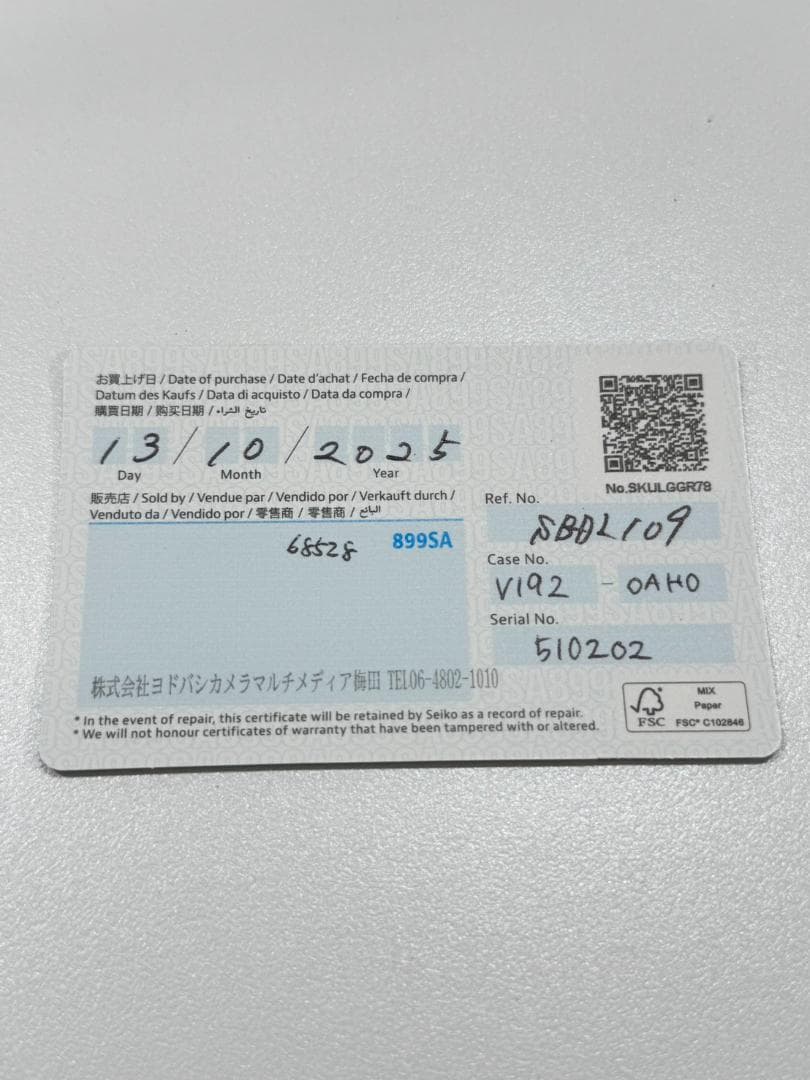 お買上げ日 / Date of purchase / Date d'achat / Fecha de compra /
Datum des Kaufs / Data di acquisto / Data da compra /
購買日期 / 购买日期 / تاريخ الشراء
13 / 10 / 2025
Day Month Year
販売店 / Sold by / Vendue par / Vendido por / Verkauft durch /
Venduto da / Vendido por / 零售商 / 零售商 / البائع
68528 899SA
株式会社ヨドバシカメラマルチメディア梅田 TEL06-4802-1010
No.SKULGGR78
Ref. No.
SBDL109
Case No.
V192 - 0AH0
Serial No.
510202
* In the event of repair, this certificate will be retained by Seiko as a record of repair.
* We will not honour certificates of warranty that have been tampered with or altered.
FSC
MIX
Paper
FSC® C102846